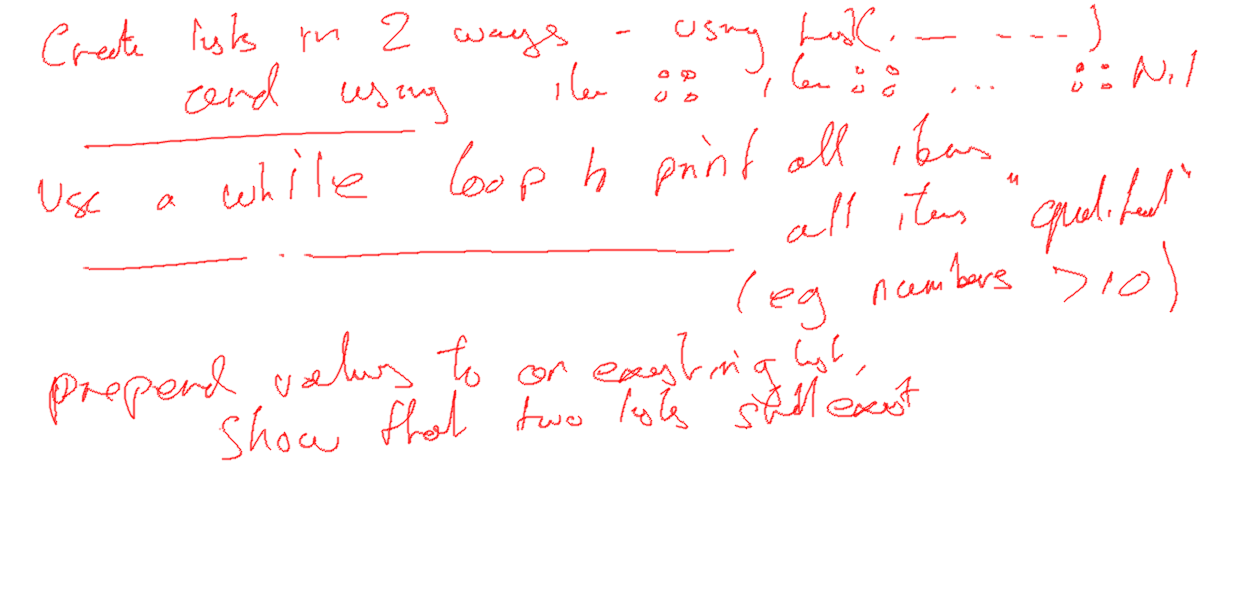 Create lists in 2 ways - using List(. — ---)
and using item :: item :: ... :: Nil
Use a while loop to print all items
all items "qualified"
(eg numbers >10)
prepend values to an existing list,
show that two lists still exist